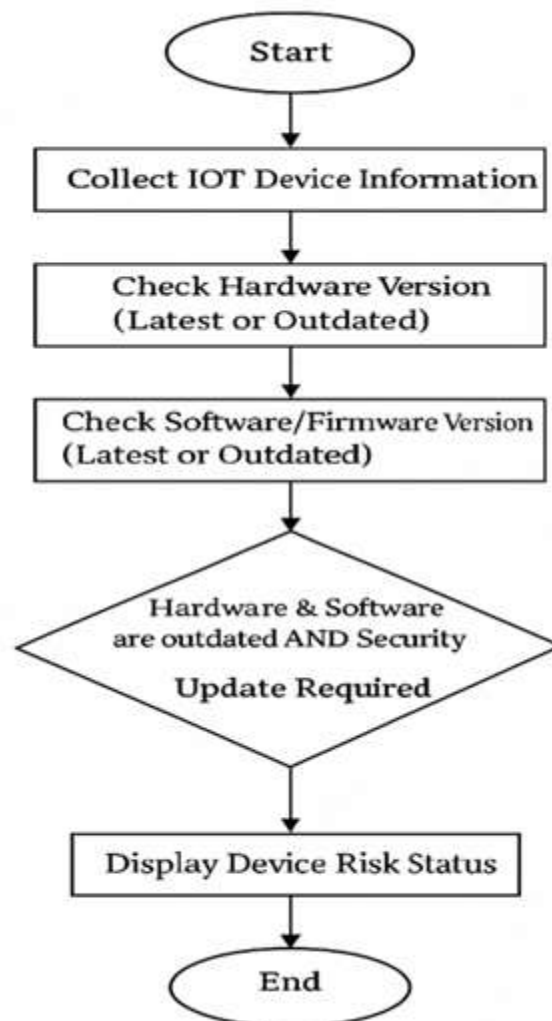 Start
Collect IOT Device Information
Check Hardware Version
(Latest or Outdated)
Check Software/Firmware Version
(Latest or Outdated)
Hardware & Software
are outdated AND Security
Update Required
Display Device Risk Status
End